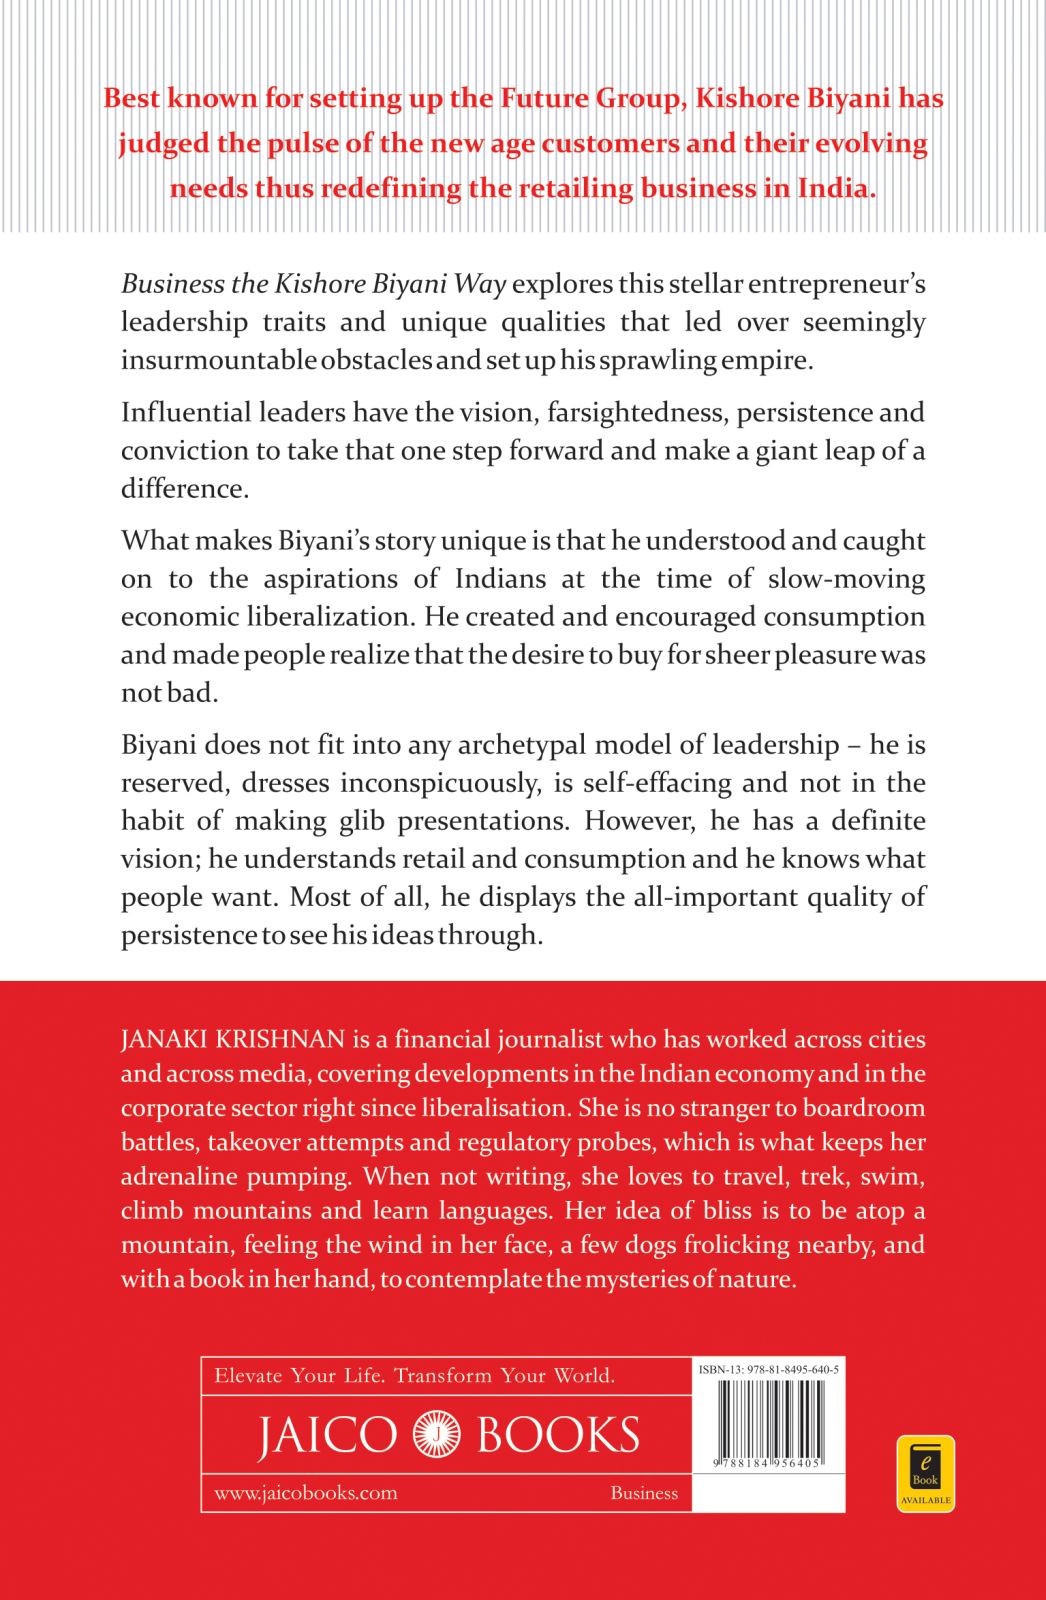 Best known for setting up the Future Group, Kishore Biyani has
judged the pulse of the new age customers and their evolving
needs thus redefining the retailing business in India.
Business the Kishore Biyani Way explores this stellar entrepreneur's
leadership traits and unique qualities that led over seemingly
insurmountable obstacles and set up his sprawling empire.
Influential leaders have the vision, farsightedness, persistence and
conviction to take that one step forward and make a giant leap of a
difference.
What makes Biyani's story unique is that he understood and caught
on to the aspirations of Indians at the time of slow-moving
economic liberalization. He created and encouraged consumption
and made people realize that the desire to buy for sheer pleasure was
not bad.
Biyani does not fit into any archetypal model of leadership – he is
reserved, dresses inconspicuously, is self-effacing and not in the
habit of making glib presentations. However, he has a definite
vision; he understands retail and consumption and he knows what
people want. Most of all, he displays the all-important quality of
persistence to see his ideas through.
JANAKI KRISHNAN is a financial journalist who has worked across cities
and across media, covering developments in the Indian economy and in the
corporate sector right since liberalisation. She is no stranger to boardroom
battles, takeover attempts and regulatory probes, which is what keeps her
adrenaline pumping. When not writing, she loves to travel, trek, swim,
climb mountains and learn languages. Her idea of bliss is to be atop a
mountain, feeling the wind in her face, a few dogs frolicking nearby, and
with a book in her hand, to contemplate the mysteries of nature.
Elevate Your Life. Transform Your World.
JAICO J BOOKS
www.jaicobooks.com Business
ISBN-13: 978-81-8495-640-5
9 788184 956405
e
Book
AVAILABLE